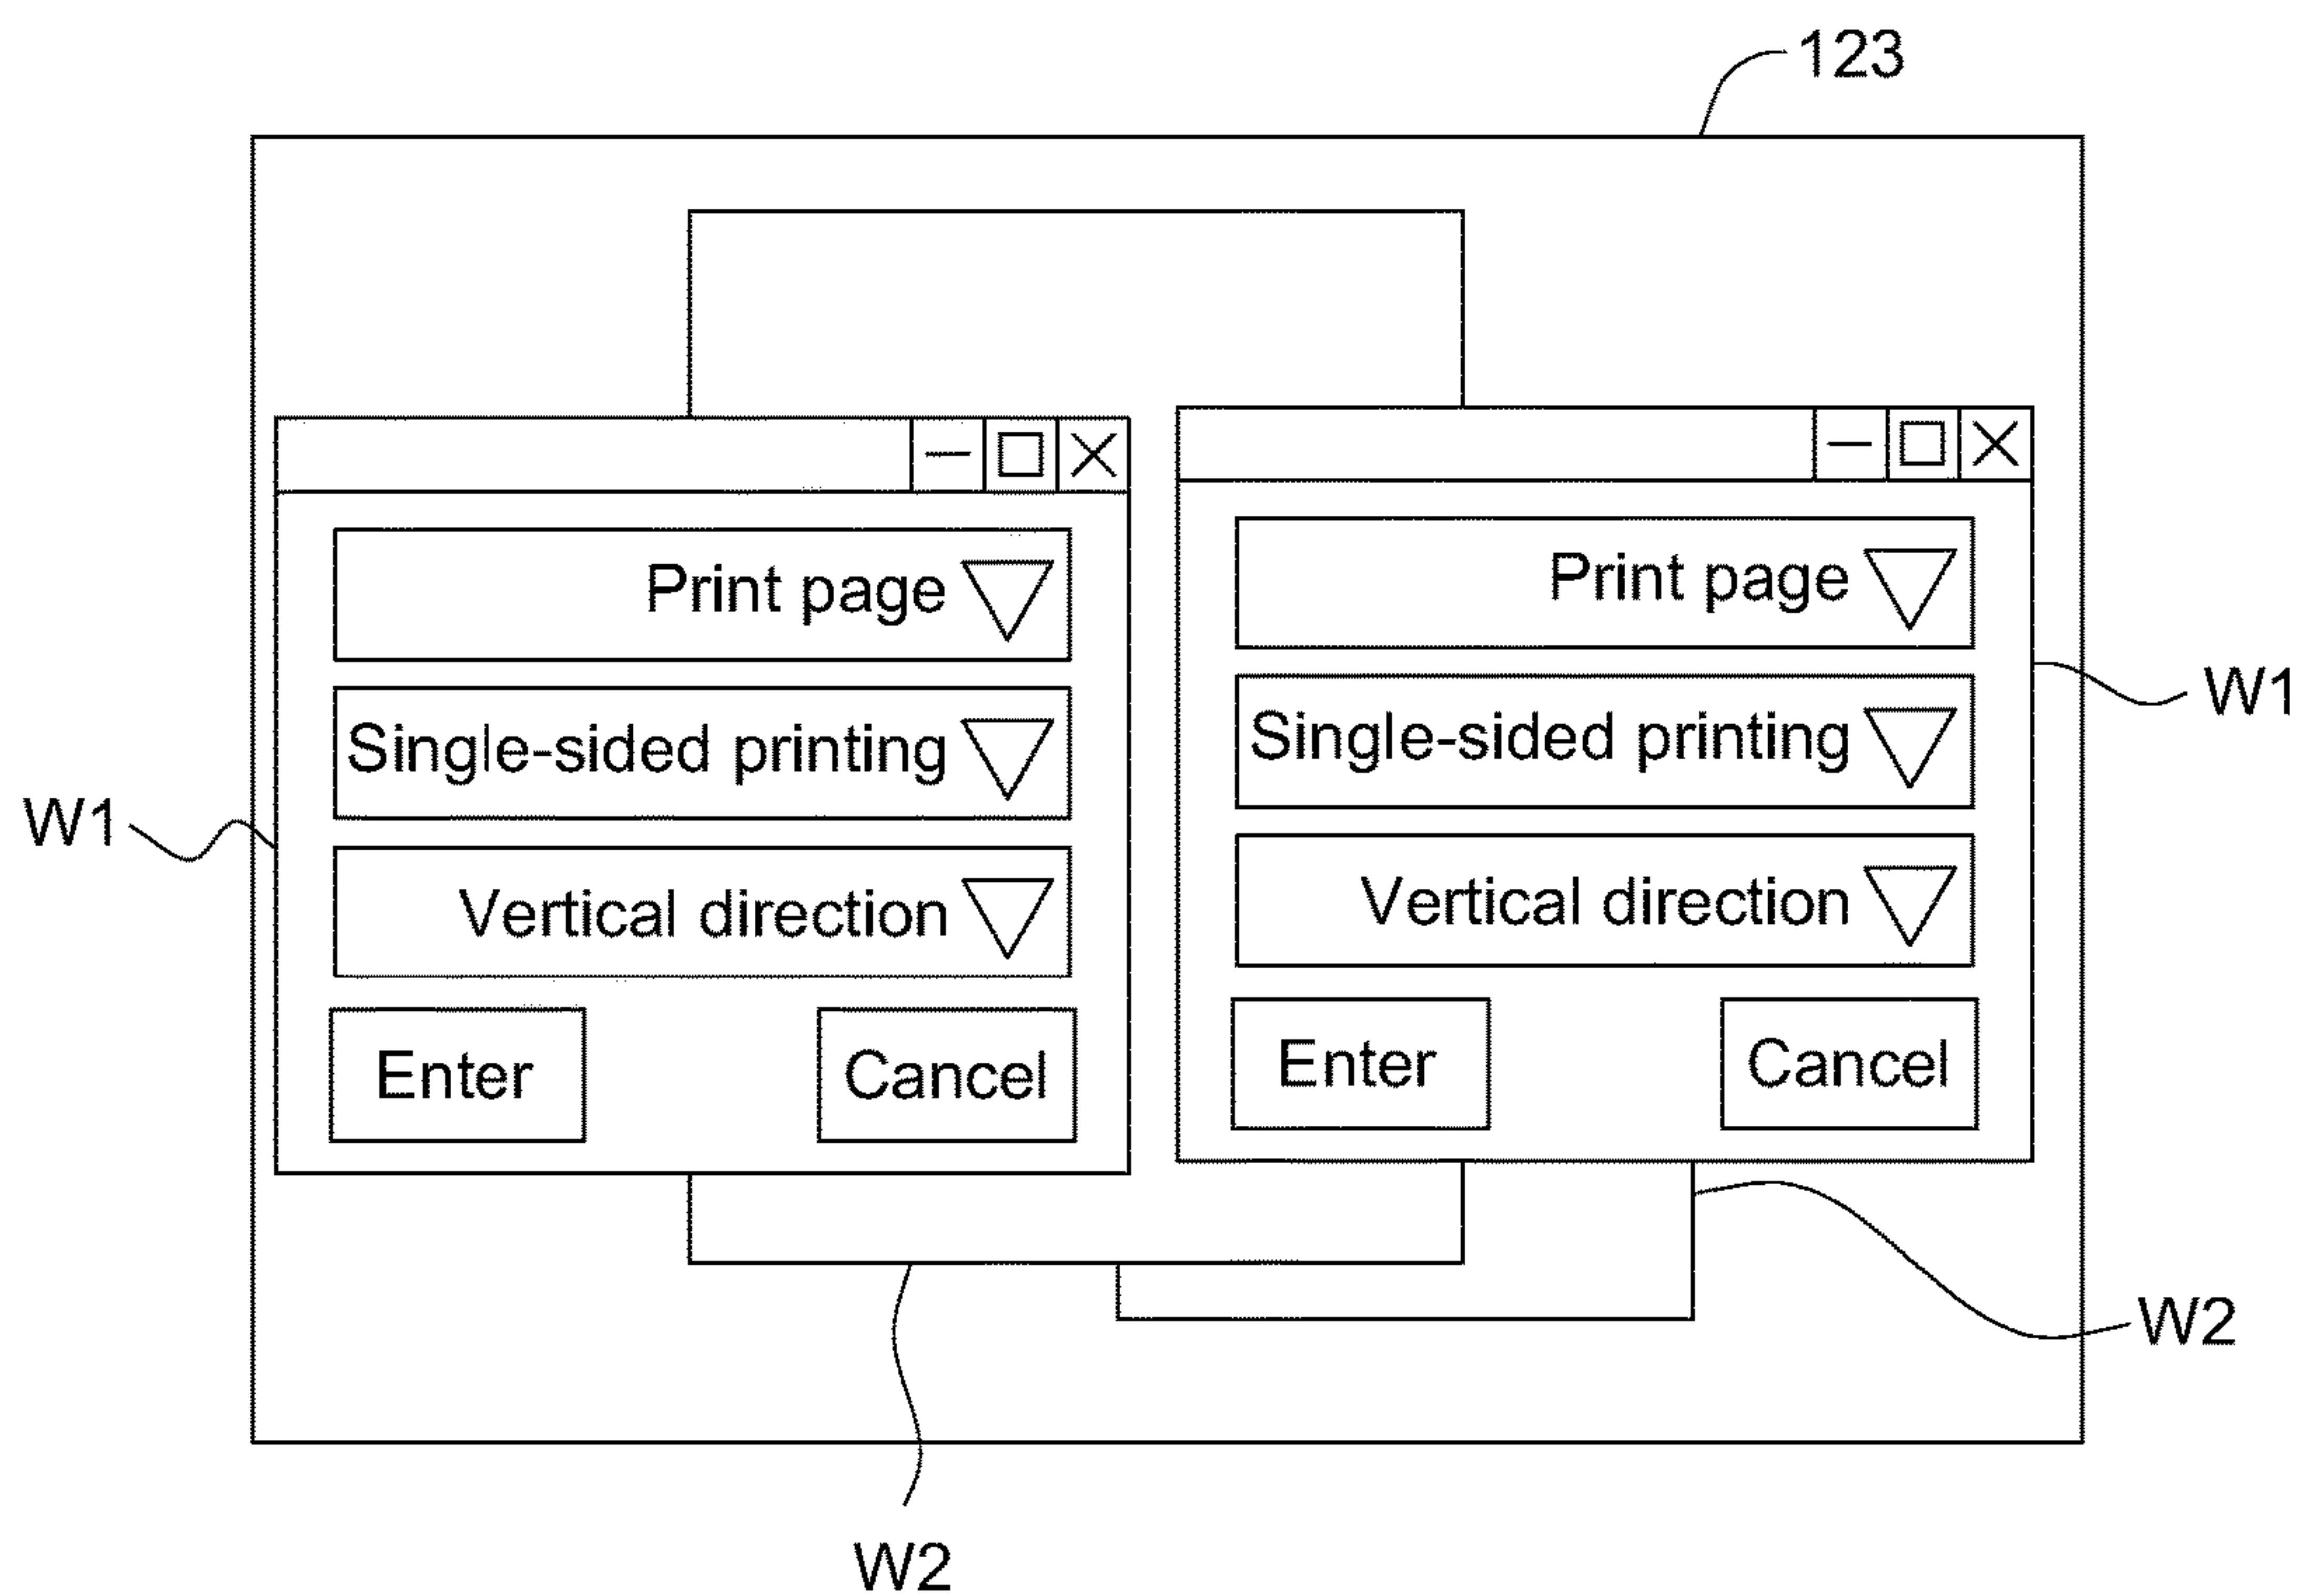 123
Print page
Single-sided printing
Vertical direction
Enter
Cancel
Print page
Single-sided printing
Vertical direction
Enter
Cancel
W1
W1
W2
W2